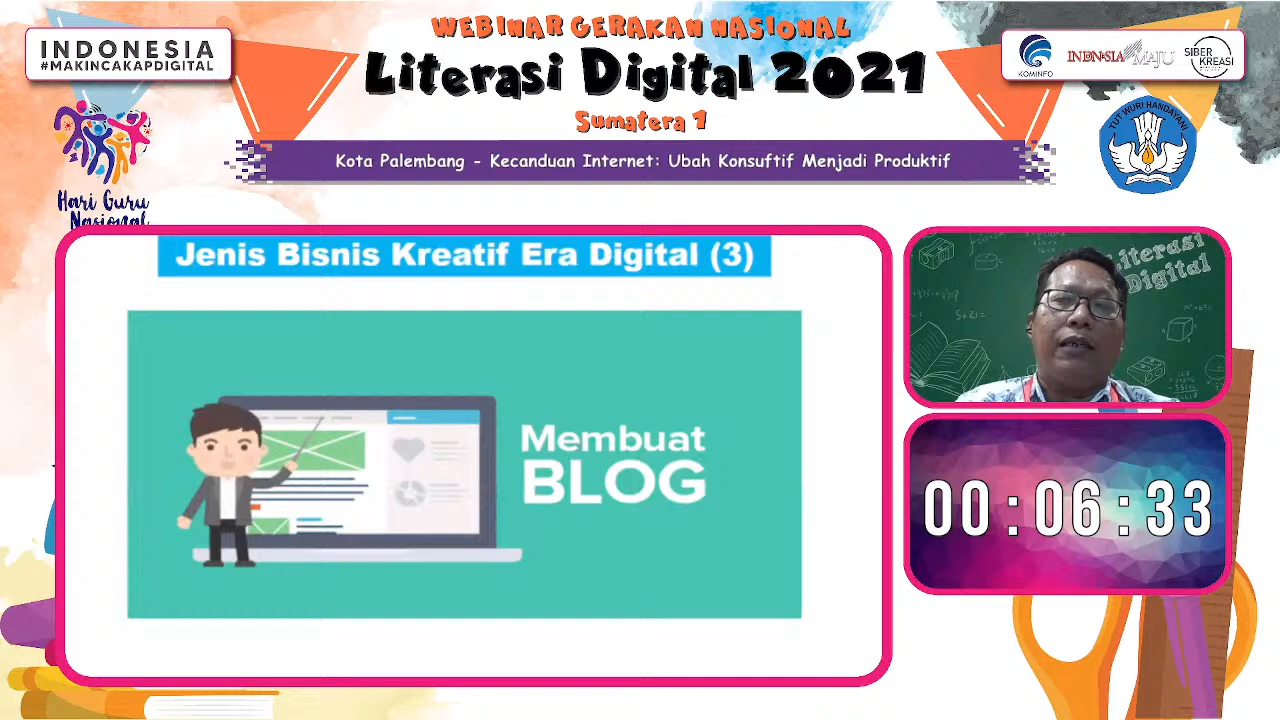 INDONESIA
#MAKINCAKAPDIGITAL
WEBINAR GERAKAN NASIONAL
Literasi Digital 2021
Sumatera 1
KOMINFO
INDONESIA MAJU
SIBER
KREASI
Hari Guru
Nasional
Kota Palembang - Kecanduan Internet: Ubah Konsuftif Menjadi Produktif
TUT WURI HANDAYANI
Jenis Bisnis Kreatif Era Digital (3)
Membuat
BLOG
Literasi
Digital
00:06:33